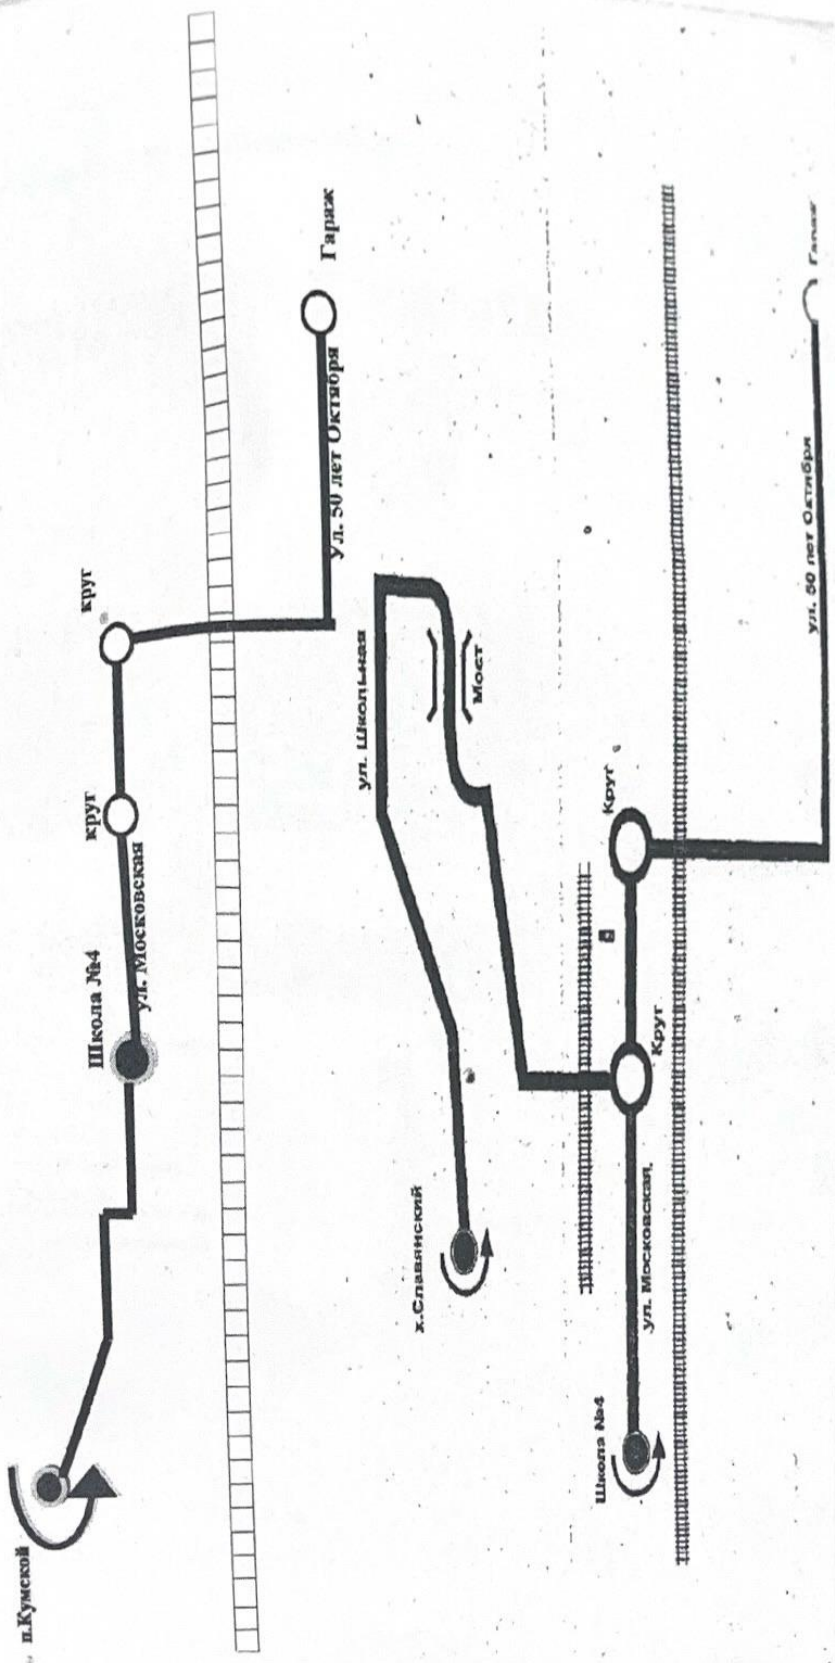 п.Кумской
Школа №4
ул. Московская
круг
круг
Ул. 50 лет Октября
Гараж
ул. Школьная
Мост
х.Славянский
Школа №4
ул. Московская
Круг
Круг
ул. 50 лет Октября
Гараж